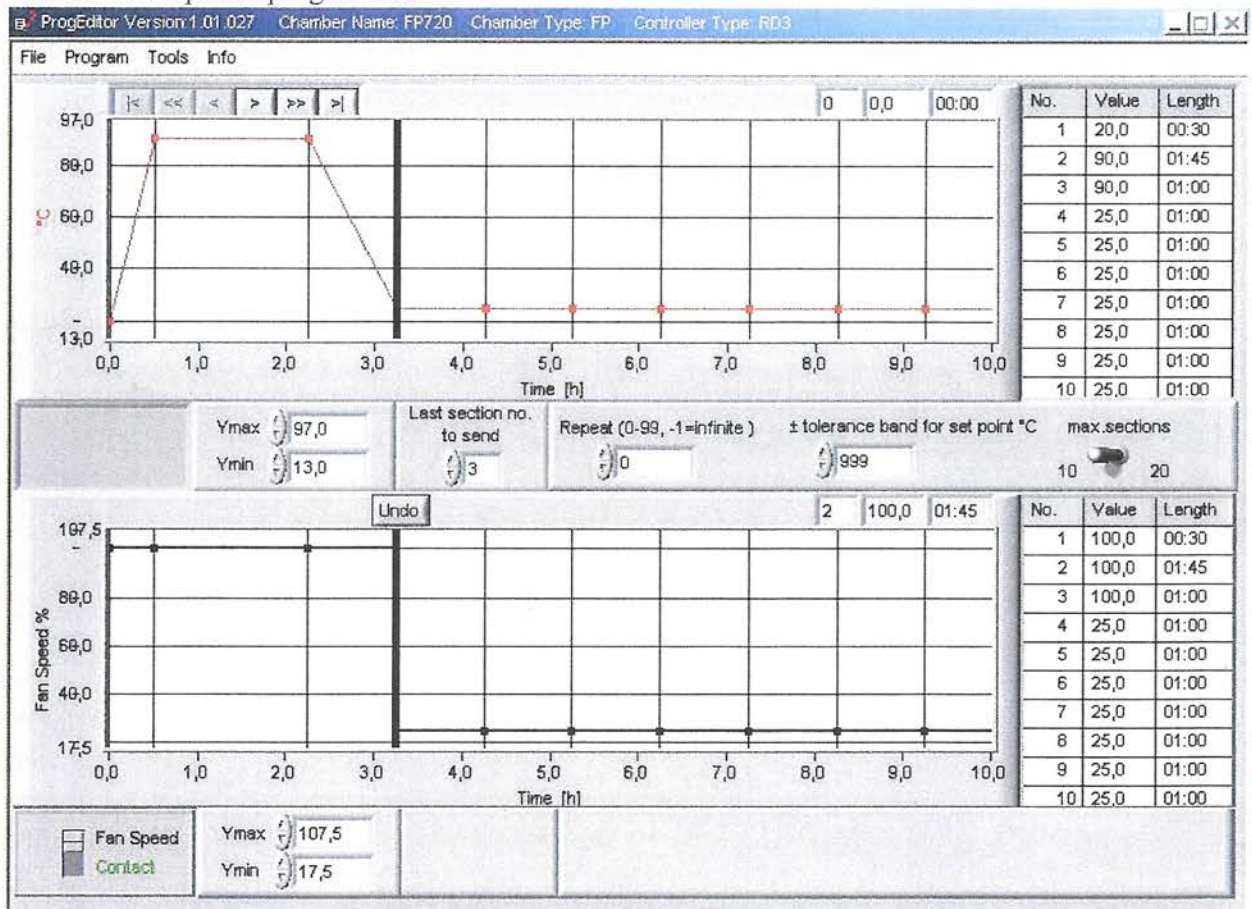 ProgEditor Version:1.01.027 Chamber Name: FP720 Chamber Type: FP Controller Type: RD3
File Program Tools Info
|< << < > >> >| 0 0,0 00:00
97,0
80,0
60,0
40,0
13,0
°C
0,0 1,0 2,0 3,0 4,0 5,0 6,0 7,0 8,0 9,0 10,0
Time [h]
No. Value Length
1 20,0 00:30
2 90,0 01:45
3 90,0 01:00
4 25,0 01:00
5 25,0 01:00
6 25,0 01:00
7 25,0 01:00
8 25,0 01:00
9 25,0 01:00
10 25,0 01:00
Ymax 97,0
Ymin 13,0
Last section no.
to send
3
Repeat (0-99, -1=infinite )
0
± tolerance band for set point °C
999
max.sections
10 20
Undo 2 100,0 01:45
107,5
80,0
60,0
40,0
17,5
Fan Speed %
0,0 1,0 2,0 3,0 4,0 5,0 6,0 7,0 8,0 9,0 10,0
Time [h]
No. Value Length
1 100,0 00:30
2 100,0 01:45
3 100,0 01:00
4 25,0 01:00
5 25,0 01:00
6 25,0 01:00
7 25,0 01:00
8 25,0 01:00
9 25,0 01:00
10 25,0 01:00
Fan Speed
Contact
Ymax 107,5
Ymin 17,5